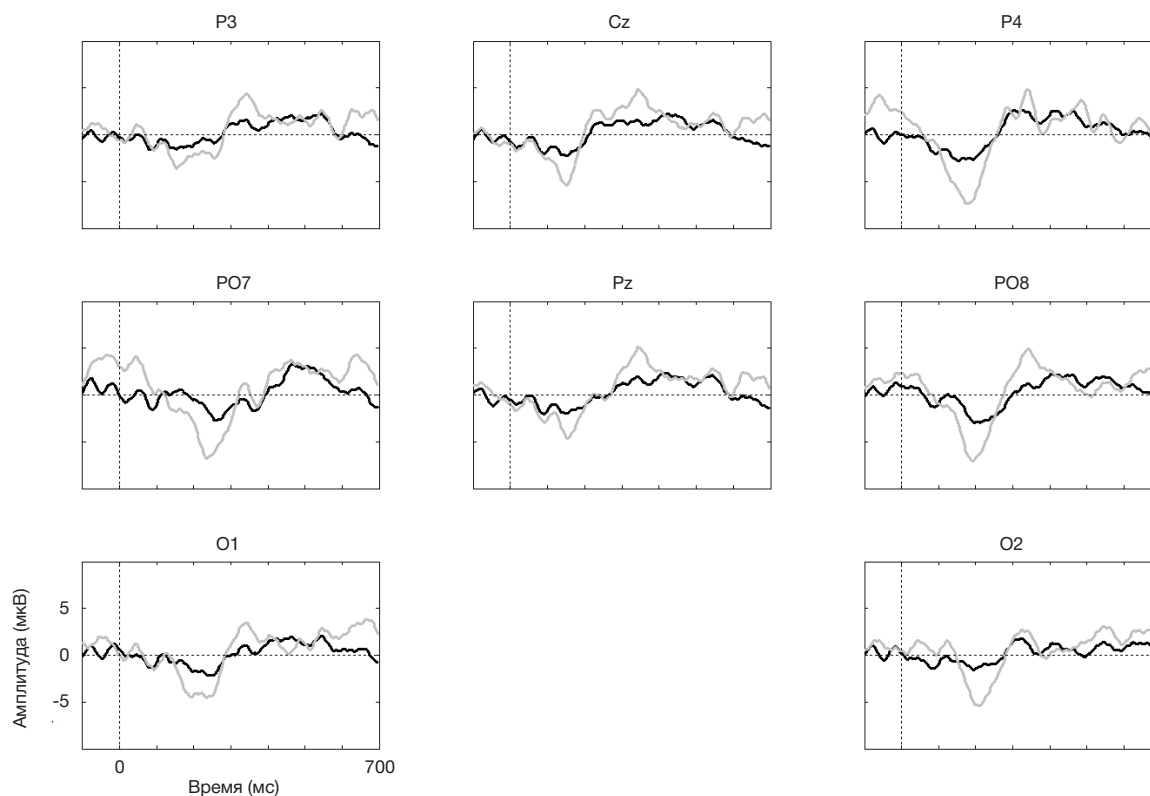 P3 Cz P4
PO7 Pz PO8
O1 O2
Амплитуда (мкВ)
5
0
-5
0 700
Время (мс)